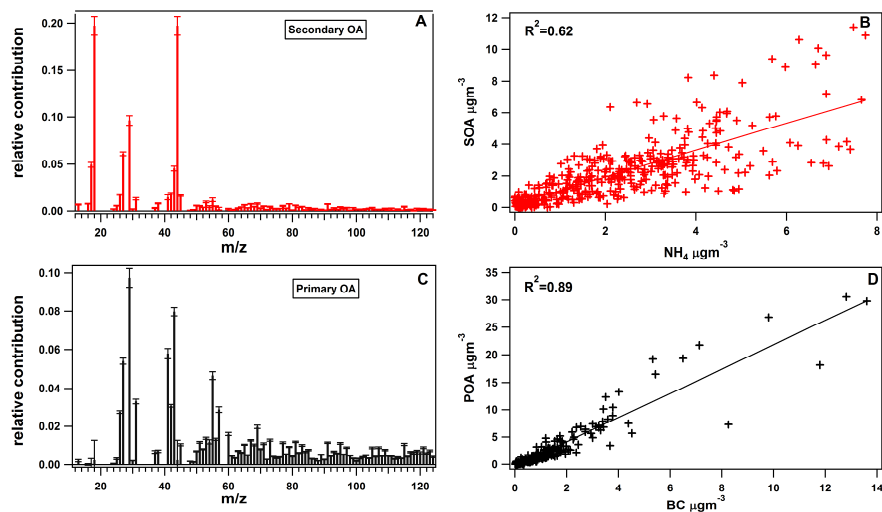 Secondary OA
A
relative contribution
0.20
0.15
0.10
0.05
0.00
20 40 60 80 100 120
m/z
R²=0.62
B
SOA µgm⁻³
12
10
8
6
4
2
0
0 2 4 6 8
NH₄ µgm⁻³
Primary OA
C
relative contribution
0.10
0.08
0.06
0.04
0.02
0.00
20 40 60 80 100 120
m/z
R²=0.89
D
POA µgm⁻³
35
30
25
20
15
10
5
0
0 2 4 6 8 10 12 14
BC µgm⁻³